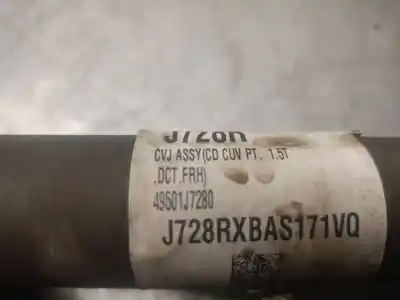 J728R
CVJ ASSY(CD CUV PT, 1.5T
,DCT,FRH)
49501J7280
J728RXBAS171VQ